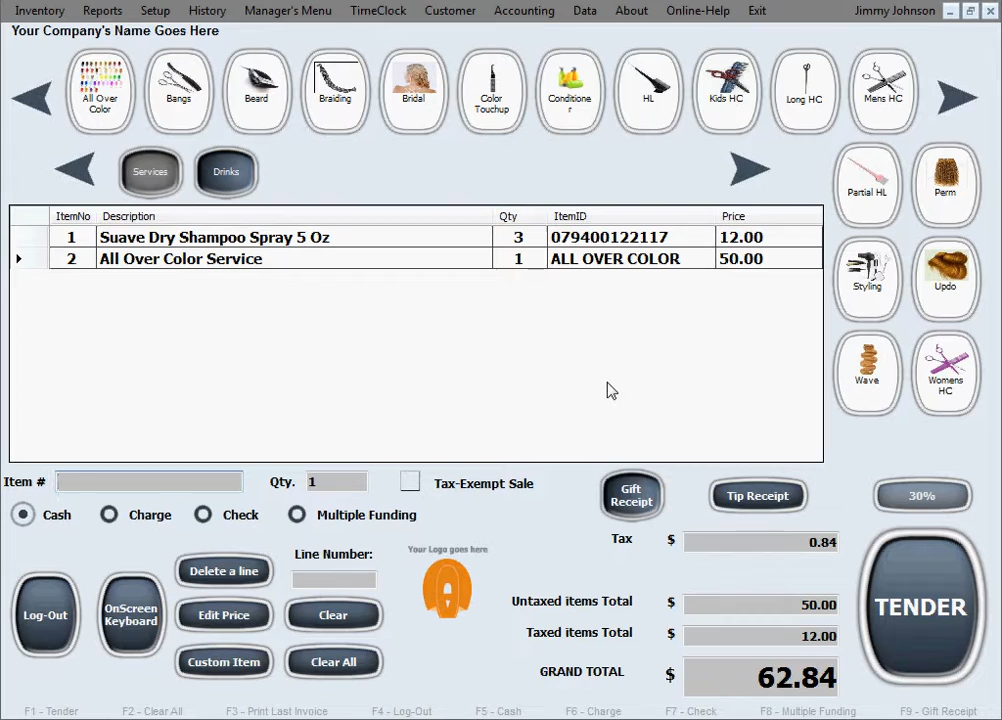 Inventory Reports Setup History Manager's Menu TimeClock Customer Accounting Data About Online-Help Exit Jimmy Johnson
Your Company's Name Goes Here
All Over Color
Bangs
Beard
Braiding
Bridal
Color Touchup
Conditione
r
HL
Kids HC
Long HC
Mens HC
Services
Drinks
Partial HL
Perm
ItemNo Description Qty ItemID Price
1 Suave Dry Shampoo Spray 5 Oz 3 079400122117 12.00
2 All Over Color Service 1 ALL OVER COLOR 50.00
Styling
Updo
Wave
Womens HC
Item # Qty. 1 Tax-Exempt Sale
Gift Receipt
Tip Receipt
30%
Cash Charge Check Multiple Funding
Tax $ 0.84
Line Number:
Your Logo goes here
Delete a line
Log-Out
OnScreen Keyboard
Edit Price
Clear
Custom Item
Clear All
Untaxed items Total $ 50.00
Taxed items Total $ 12.00
GRAND TOTAL $ 62.84
TENDER
F1 - Tender F2 - Clear All F3 - Print Last Invoice F4 - Log-Out F5 - Cash F6 - Charge F7 - Check F8 - Multiple Funding F9 - Gift Receipt